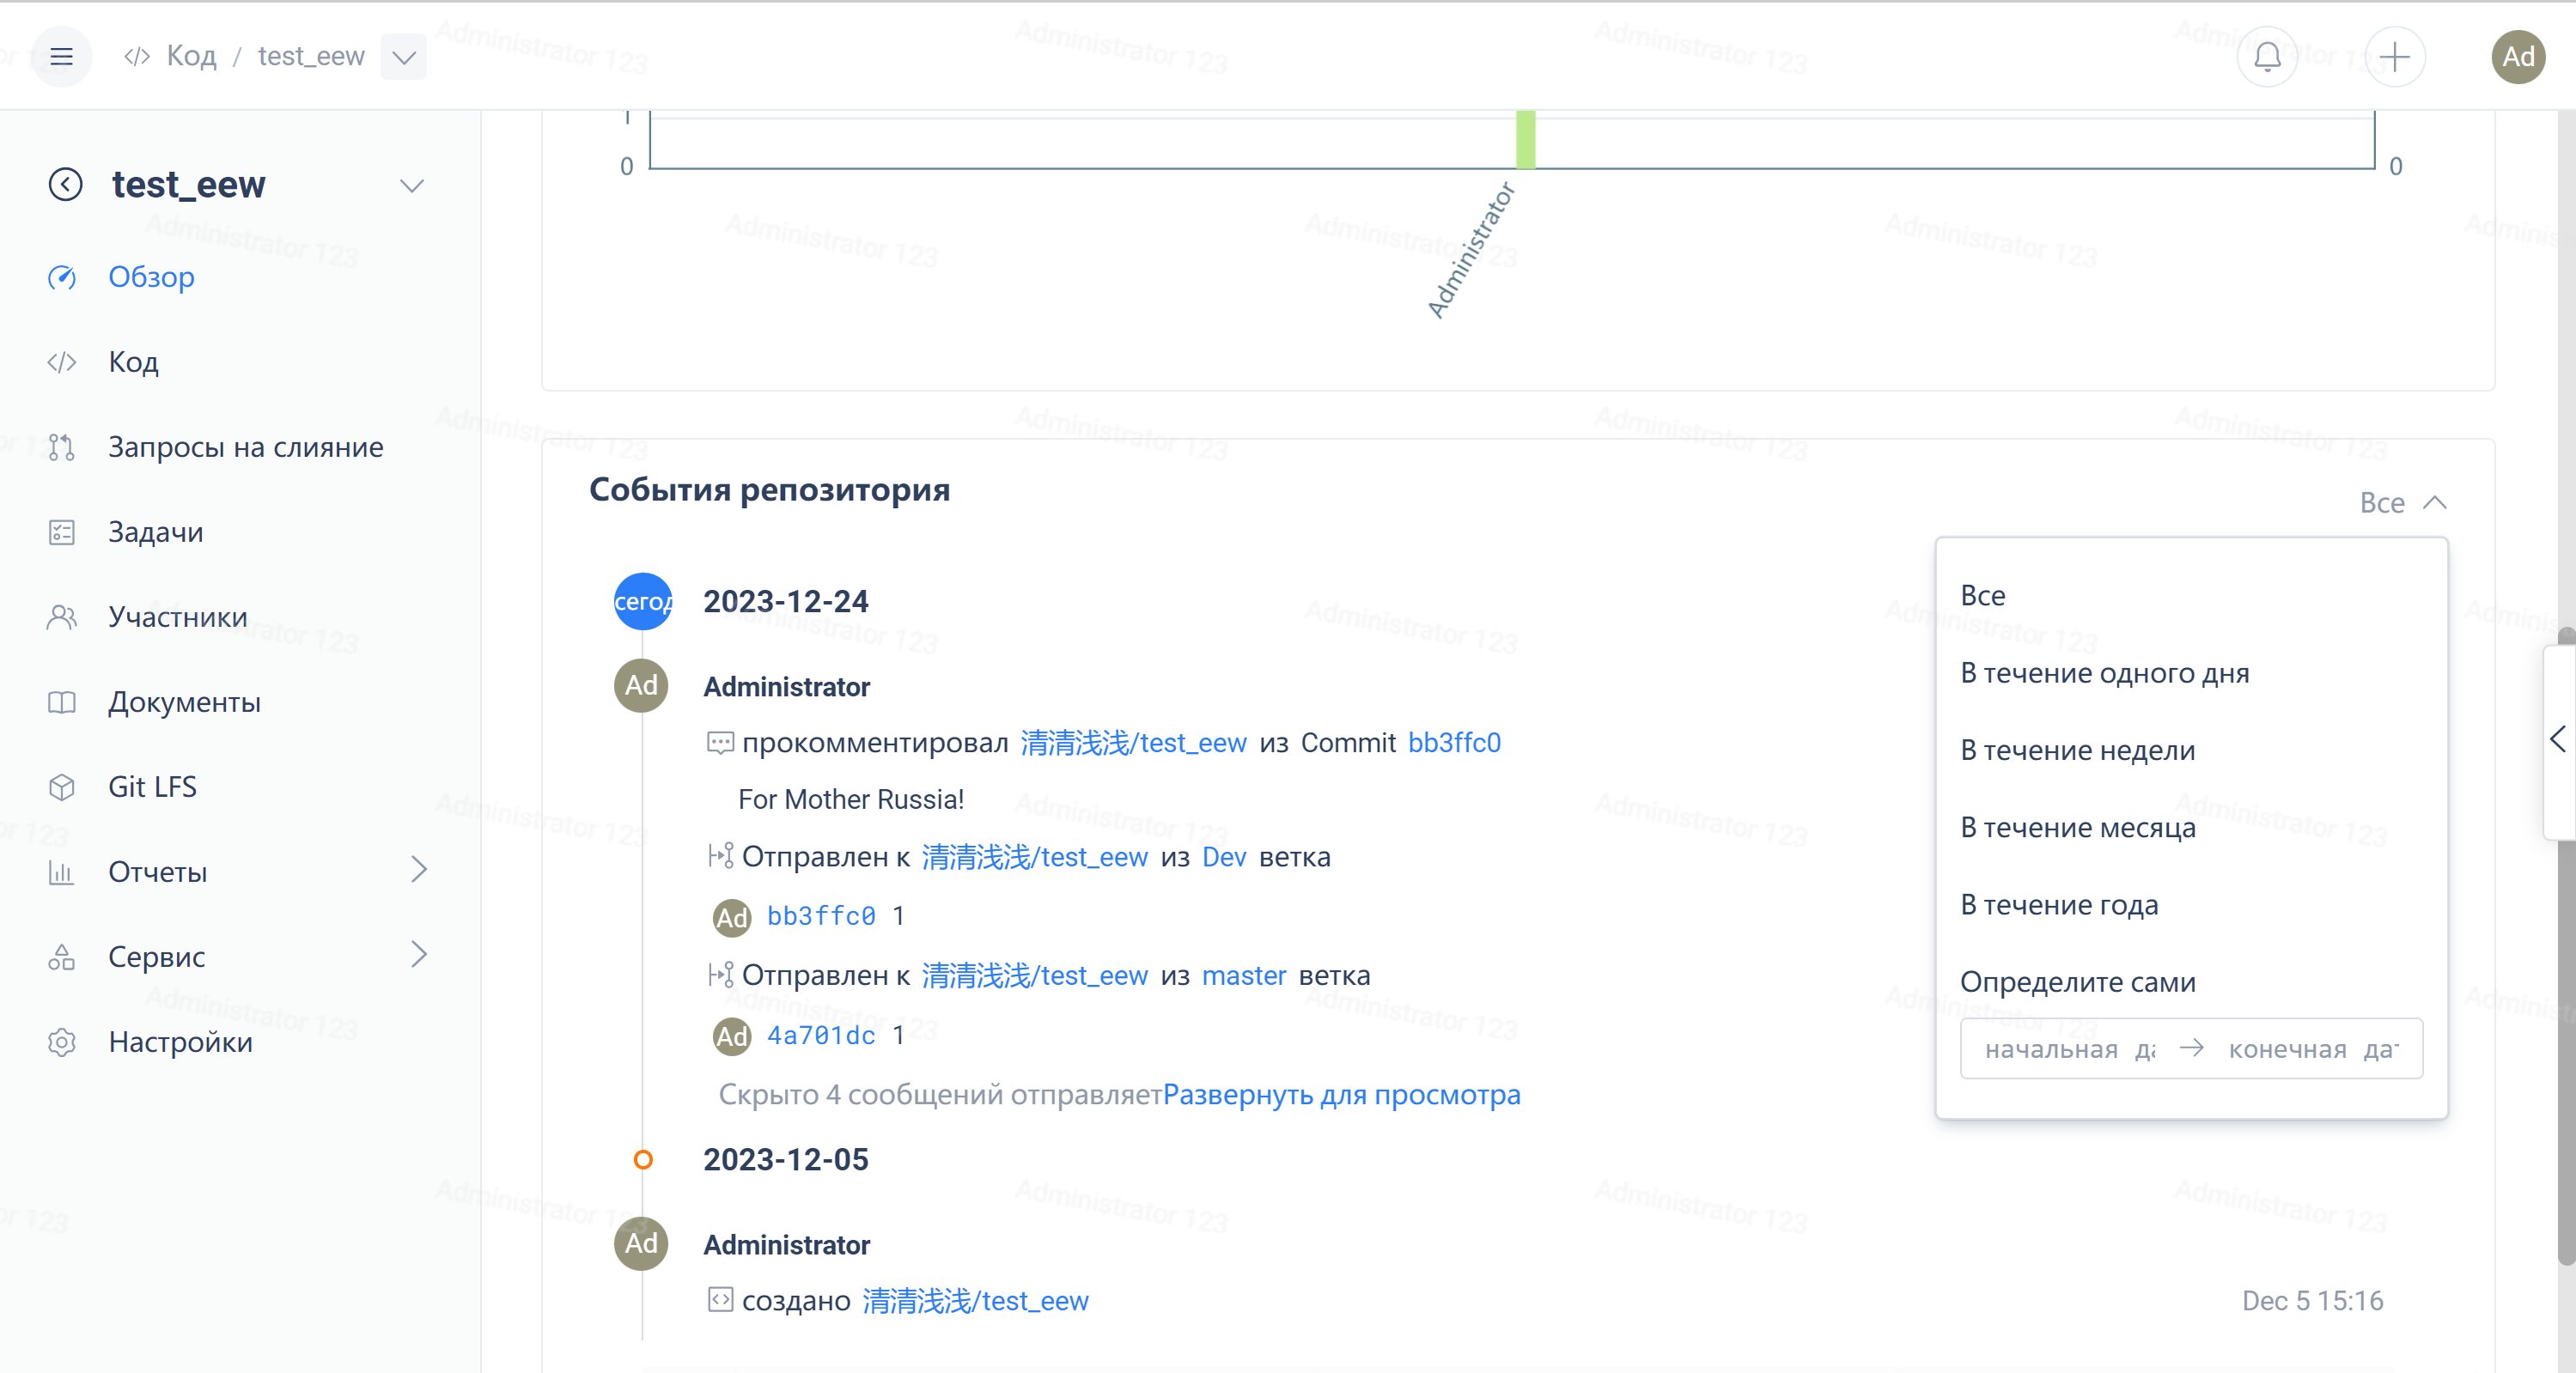 Код / test_eew
Ad
test_eew
Обзор
Код
Запросы на слияние
Задачи
Участники
Документы
Git LFS
Отчеты
Сервис
Настройки
1
0
0
Administrator
События репозитория
Все
сегод
2023-12-24
Ad
Administrator
прокомментировал 清清浅浅/test_eew из Commit bb3ffc0
For Mother Russia!
Отправлен к 清清浅浅/test_eew из Dev ветка
Ad bb3ffc0 1
Отправлен к 清清浅浅/test_eew из master ветка
Ad 4a701dc 1
Скрыто 4 сообщений отправляетРазвернуть для просмотра
2023-12-05
Ad
Administrator
создано 清清浅浅/test_eew
Dec 5 15:16
Все
В течение одного дня
В течение недели
В течение месяца
В течение года
Определите сами
начальная да → конечная дат
Administrator 123